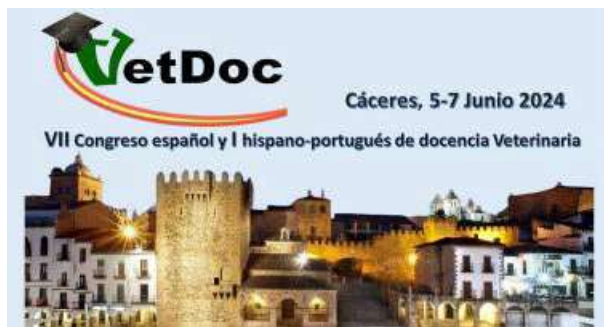 VetDoc
Cáceres, 5-7 Junio 2024
VII Congreso español y I hispano-portugués de docencia Veterinaria